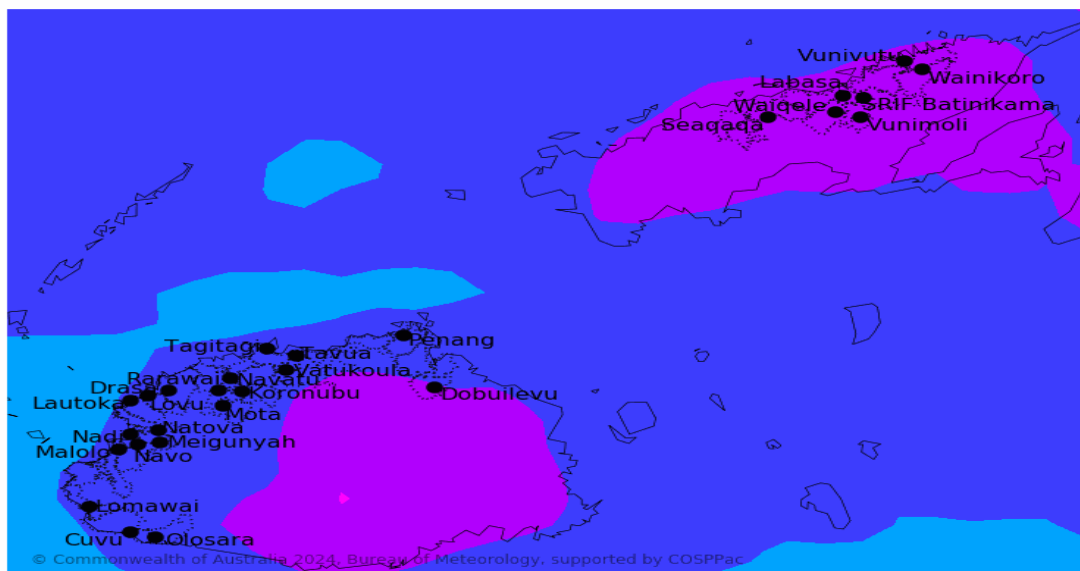 Vunivutu
Wainikoro
Labasa
SRIF Batinikama
Waiqele
Seaqaqa
Vunimoli
Penang
Tagitagi
Tavua
Vatukoula
Rarawai
Navatu
Drasa
Koronubu
Dobuilevu
Lautoka
Lovu
Mota
Natova
Nadi
Meigunyah
Malolo
Navo
Lomawai
Cuvu
Olosara
© Commonwealth of Australia 2024, Bureau of Meteorology, supported by COSPPac